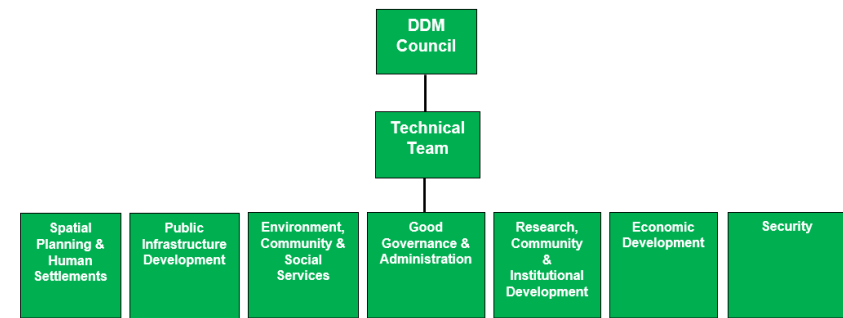 DDM
Council
Technical
Team
Spatial
Planning &
Human
Settlements
Public
Infrastructure
Development
Environment,
Community &
Social
Services
Good
Governance &
Administration
Research,
Community
&
Institutional
Development
Economic
Development
Security